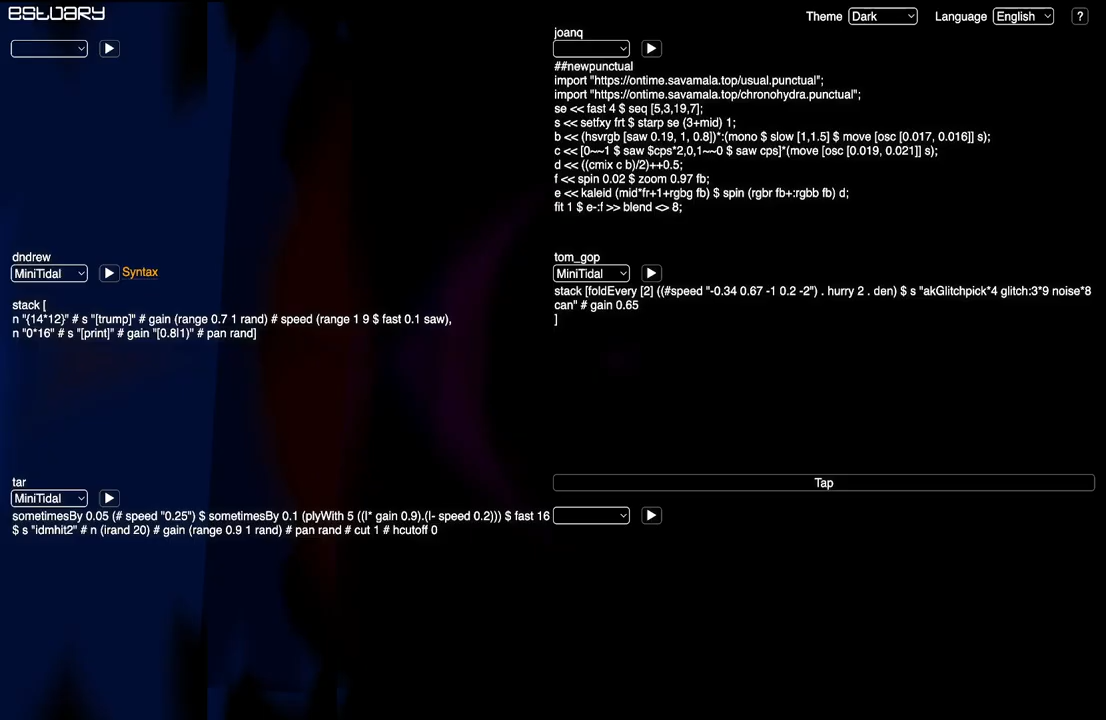 estuary
Theme Dark Language English ?
joanq
##newpunctual
import "https://ontime.savamala.top/usual.punctual";
import "https://ontime.savamala.top/chronohydra.punctual";
se << fast 4 $ seq [5,3,19,7];
s << setfxy frt $ starp se (3+mid) 1;
b << (hsvrgb [saw 0.19, 1, 0.8])*:(mono $ slow [1,1.5] $ move [osc [0.017, 0.016]] s);
c << [0~~1 $ saw $cps*2,0,1~~0 $ saw cps]*(move [osc [0.019, 0.021]] s);
d << ((cmix c b)/2)++0.5;
f << spin 0.02 $ zoom 0.97 fb;
e << kaleid (mid*fr+1+rgbg fb) $ spin (rgbr fb+:rgbb fb) d;
fit 1 $ e-:f >> blend <> 8;
dndrew
MiniTidal Syntax
stack [
n "{14*12}" # s "[trump]" # gain (range 0.7 1 rand) # speed (range 1 9 $ fast 0.1 saw),
n "0*16" # s "[print]" # gain "[0.8|1)" # pan rand]
tom_gop
MiniTidal
stack [foldEvery [2] ((#speed "-0.34 0.67 -1 0.2 -2") . hurry 2 . den) $ s "akGlitchpick*4 glitch:3*9 noise*8
can" # gain 0.65
]
tar
MiniTidal
sometimesBy 0.05 (# speed "0.25") $ sometimesBy 0.1 (plyWith 5 ((|* gain 0.9).(|- speed 0.2))) $ fast 16
$ s "idmhit2" # n (irand 20) # gain (range 0.9 1 rand) # pan rand # cut 1 # hcutoff 0
Tap